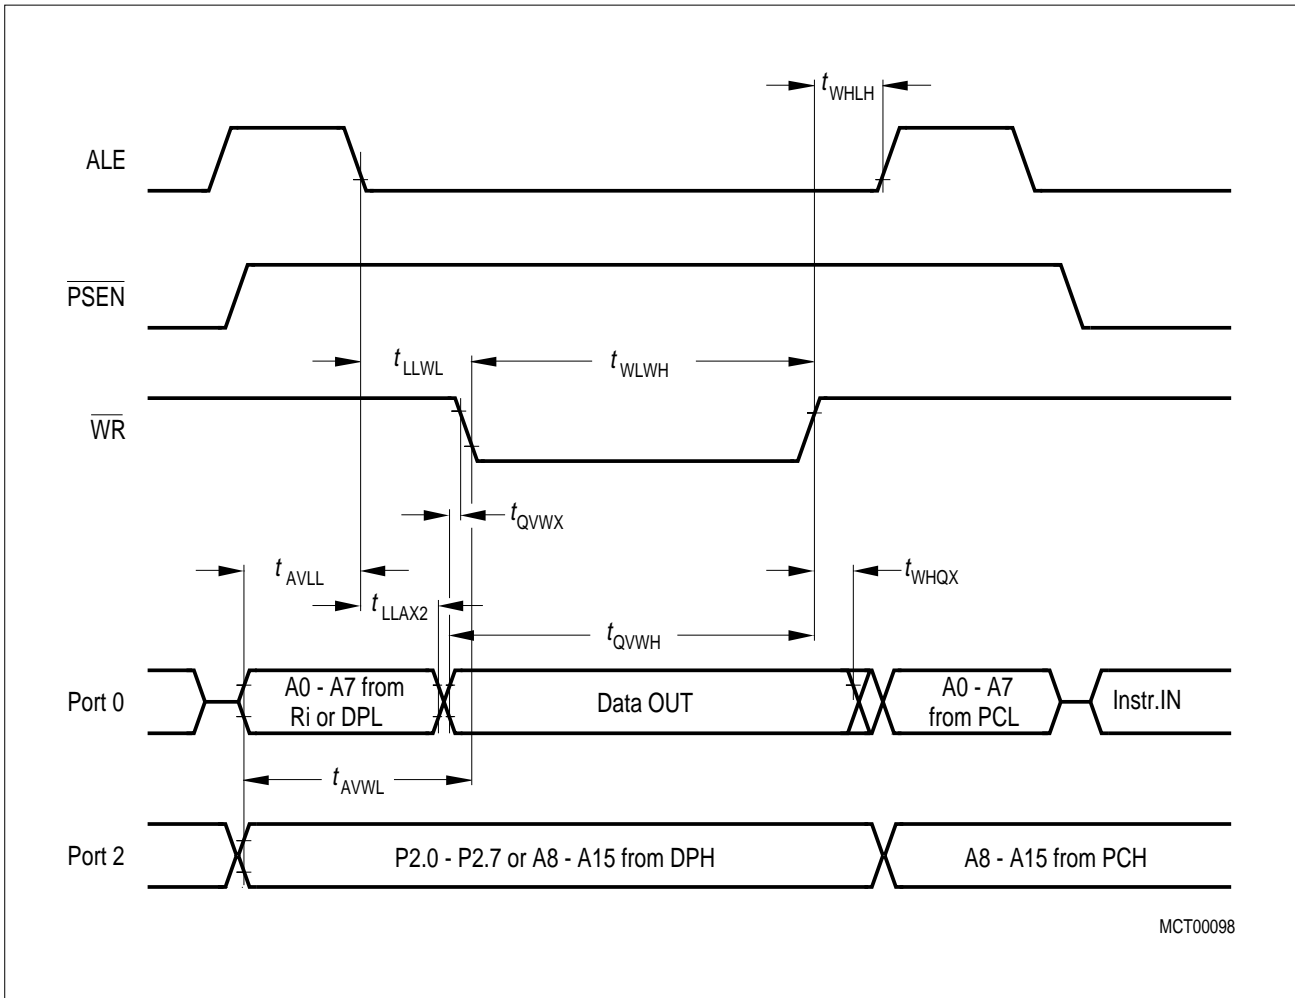 tWHLH
ALE
PSEN
tLLWL
tWLWH
WR
tQVWX
tAVLL
tWHQX
tLLAX2
tQVWH
Port 0
A0 - A7 from
Ri or DPL
Data OUT
A0 - A7
from PCL
Instr.IN
tAVWL
Port 2
P2.0 - P2.7 or A8 - A15 from DPH
A8 - A15 from PCH
MCT00098